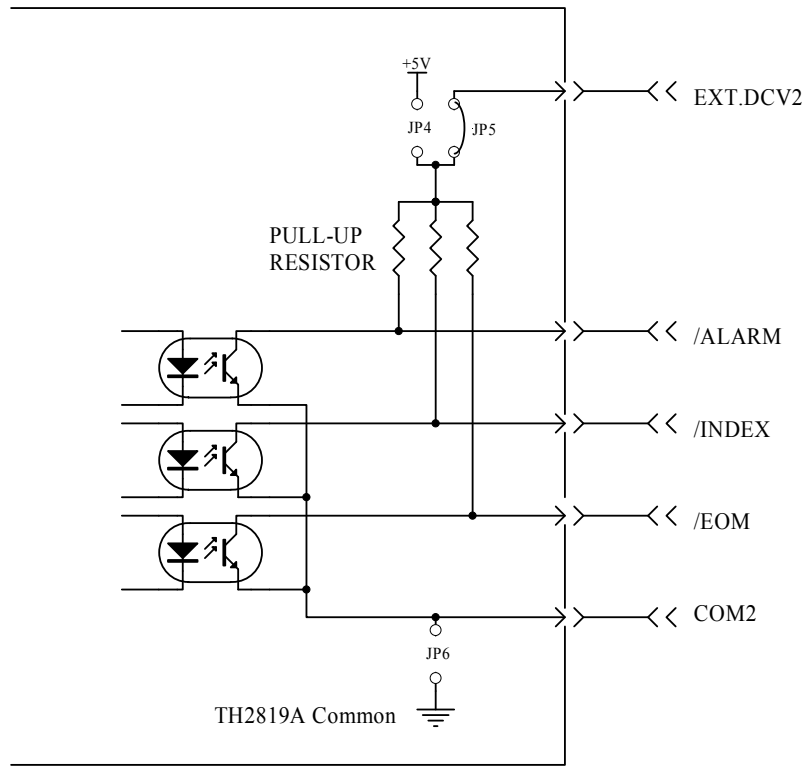 +5V
EXT.DCV2
JP4
JP5
PULL-UP
RESISTOR
/ALARM
/INDEX
/EOM
COM2
JP6
TH2819A Common